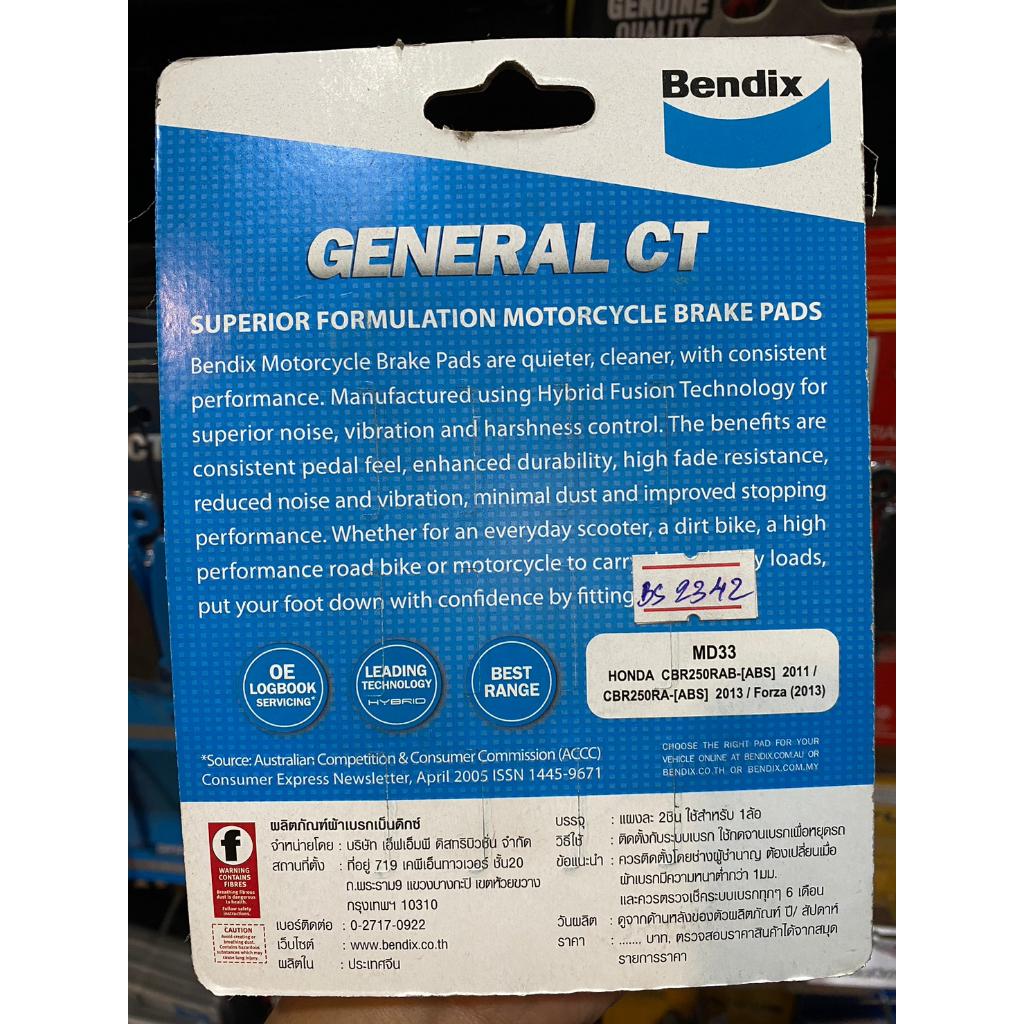 GENUINE
QUALITY
Bendix
GENERAL CT
SUPERIOR FORMULATION MOTORCYCLE BRAKE PADS
Bendix Motorcycle Brake Pads are quieter, cleaner, with consistent
performance. Manufactured using Hybrid Fusion Technology for
superior noise, vibration and harshness control. The benefits are
consistent pedal feel, enhanced durability, high fade resistance,
reduced noise and vibration, minimal dust and improved stopping
performance. Whether for an everyday scooter, a dirt bike, a high
performance road bike or motorcycle to carry loads,
put your foot down with confidence by fitting
BS 2342
OE
LOGBOOK
SERVICING*
LEADING
TECHNOLOGY
HYBRID
BEST
RANGE
MD33
HONDA CBR250RAB-[ABS] 2011 /
CBR250RA-[ABS] 2013 / Forza (2013)
*Source: Australian Competition & Consumer Commission (ACCC)
Consumer Express Newsletter, April 2005 ISSN 1445-9671
CHOOSE THE RIGHT PAD FOR YOUR
VEHICLE ONLINE AT BENDIX.COM.AU OR
BENDIX.CO.TH OR BENDIX.COM.MY
f
WARNING
CONTAINS
FIBRES
Breathing fibrous
dust is dangerous
to health.
Follow safety
instructions.
CAUTION
Avoid creating or
breathing dust.
Contains hazardous
substances which may
cause lung injury.
ผลิตภัณฑ์ผ้าเบรกเบ็นดิกซ์
จำหน่ายโดย : บริษัท เอ็ฟเอ็มพี ดิสทริบิวชั่น จำกัด
สถานที่ตั้ง : ที่อยู่ 719 เคพีเอ็นทาวเวอร์ ชั้น20
ถ.พระราม9 แขวงบางกะปิ เขตห้วยขวาง
กรุงเทพฯ 10310
เบอร์ติดต่อ : 0-2717-0922
เว็บไซต์ : www.bendix.co.th
ผลิตใน : ประเทศจีน
บรรจุ : แผงละ 2ชิ้น ใช้สำหรับ 1ล้อ
วิธีใช้ : ติดตั้งกับระบบเบรก ใช้กดจานเบรกเพื่อหยุดรถ
ข้อแนะนำ : ควรติดตั้งโดยช่างผู้ชำนาญ ต้องเปลี่ยนเมื่อ
ผ้าเบรกมีความหนาต่ำกว่า 1มม.
และควรตรวจเช็คระบบเบรกทุกๆ 6 เดือน
วันผลิต : ดูจากด้านหลังของตัวผลิตภัณฑ์ ปี/ สัปดาห์
ราคา : ....... บาท. ตรวจสอบราคาสินค้าได้จากสมุด
รายการราคา